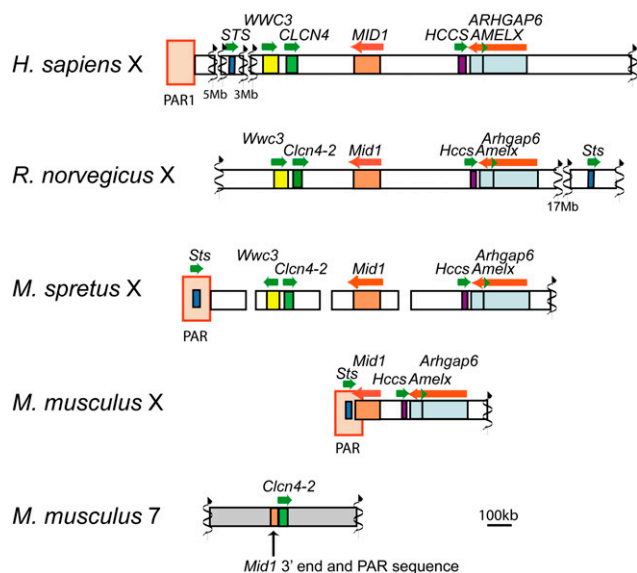 ARHGAP6
WWC3
STS CLCN4 MID1 HCCS AMELX
H. sapiens X
5Mb 3Mb
PAR1
Arhgap6
Wwc3 Clcn4-2 Mid1 Hccs Amelx Sts
R. norvegicus X
17Mb
Arhgap6
Sts Wwc3 Clcn4-2 Mid1 Hccs Amelx
M. spretus X
PAR
Mid1 Arhgap6
Sts Hccs Amelx
M. musculus X
PAR
Clcn4-2
M. musculus 7
100kb
Mid1 3' end and PAR sequence